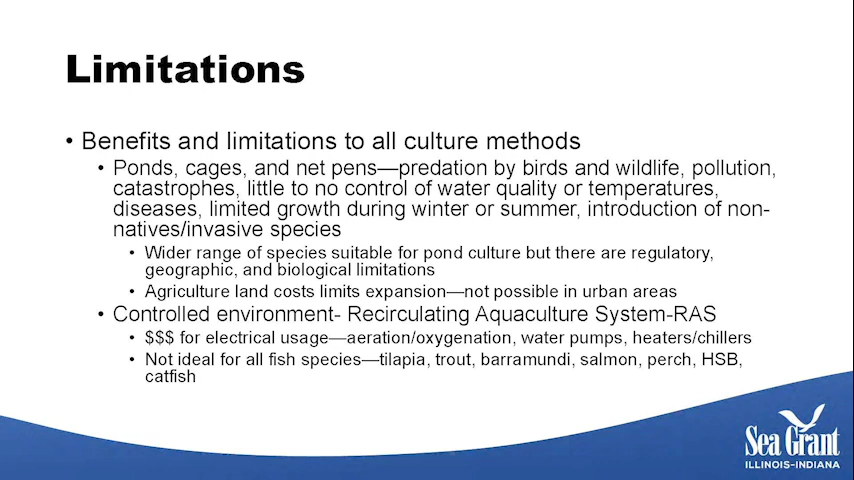 Limitations
• Benefits and limitations to all culture methods
• Ponds, cages, and net pens—predation by birds and wildlife, pollution,
catastrophes, little to no control of water quality or temperatures,
diseases, limited growth during winter or summer, introduction of non-
natives/invasive species
• Wider range of species suitable for pond culture but there are regulatory,
geographic, and biological limitations
• Agriculture land costs limits expansion—not possible in urban areas
• Controlled environment- Recirculating Aquaculture System-RAS
• $$$ for electrical usage—aeration/oxygenation, water pumps, heaters/chillers
• Not ideal for all fish species—tilapia, trout, barramundi, salmon, perch, HSB,
catfish
Sea Grant
ILLINOIS-INDIANA